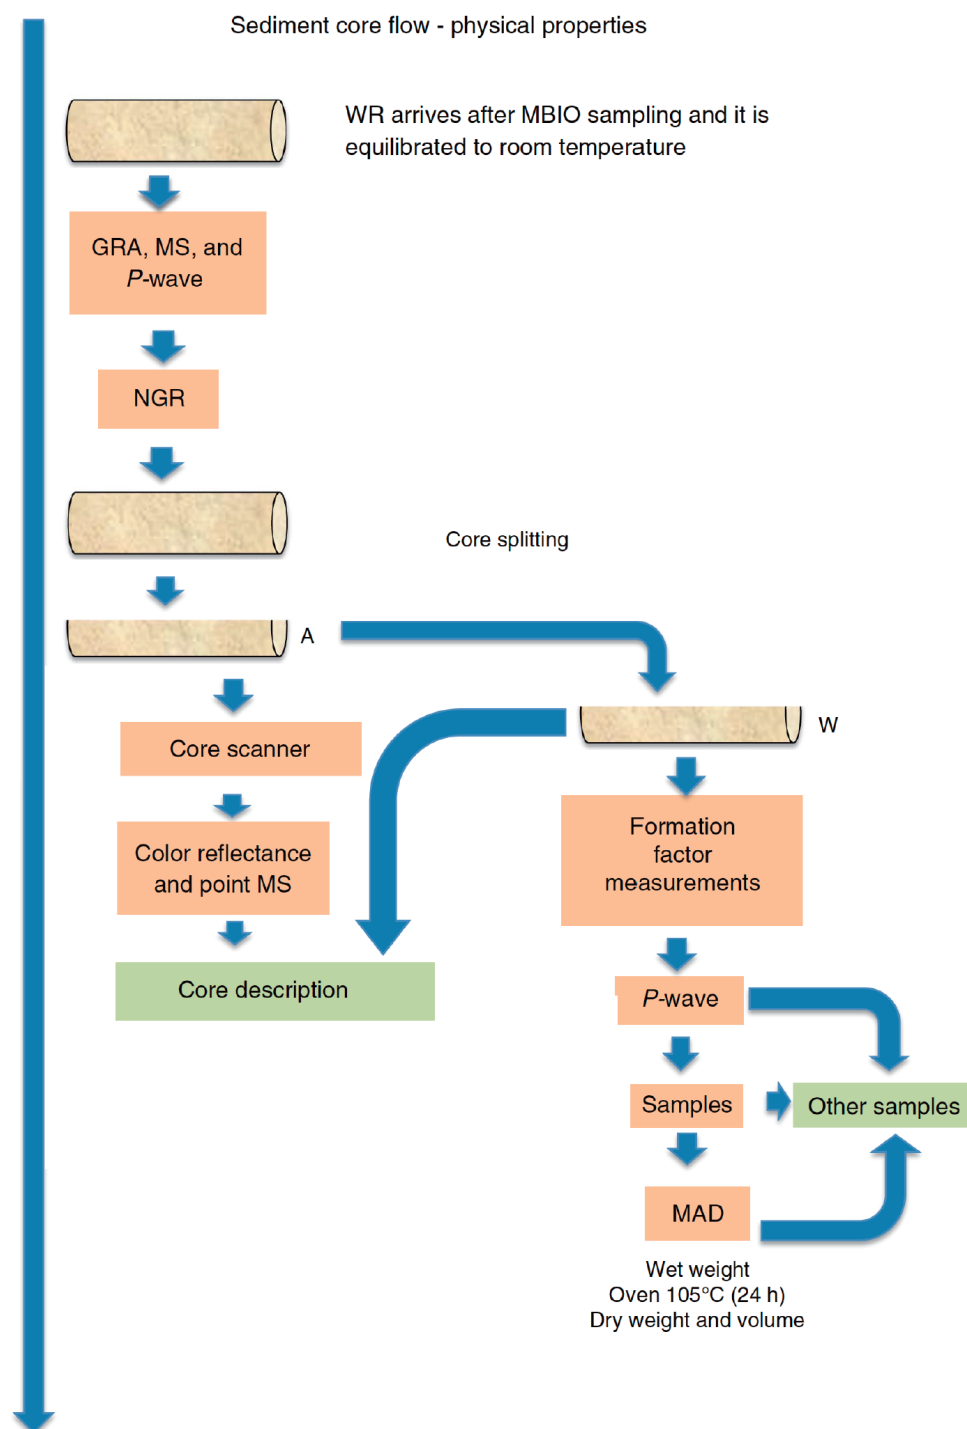 Sediment core flow - physical properties
WR arrives after MBIO sampling and it is
equilibrated to room temperature
GRA, MS, and
P-wave
NGR
Core splitting
A
W
Core scanner
Color reflectance
and point MS
Core description
Formation
factor
measurements
P-wave
Samples
Other samples
MAD
Wet weight
Oven 105°C (24 h)
Dry weight and volume